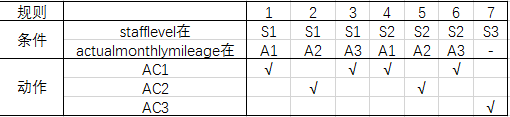 规则 1 2 3 4 5 6 7
条件 stafflevel在 S1 S1 S1 S2 S2 S2 S3
actualmonthlymileage在 A1 A2 A3 A1 A2 A3 -
动作 AC1 √ √ √ √
AC2 √ √
AC3 √